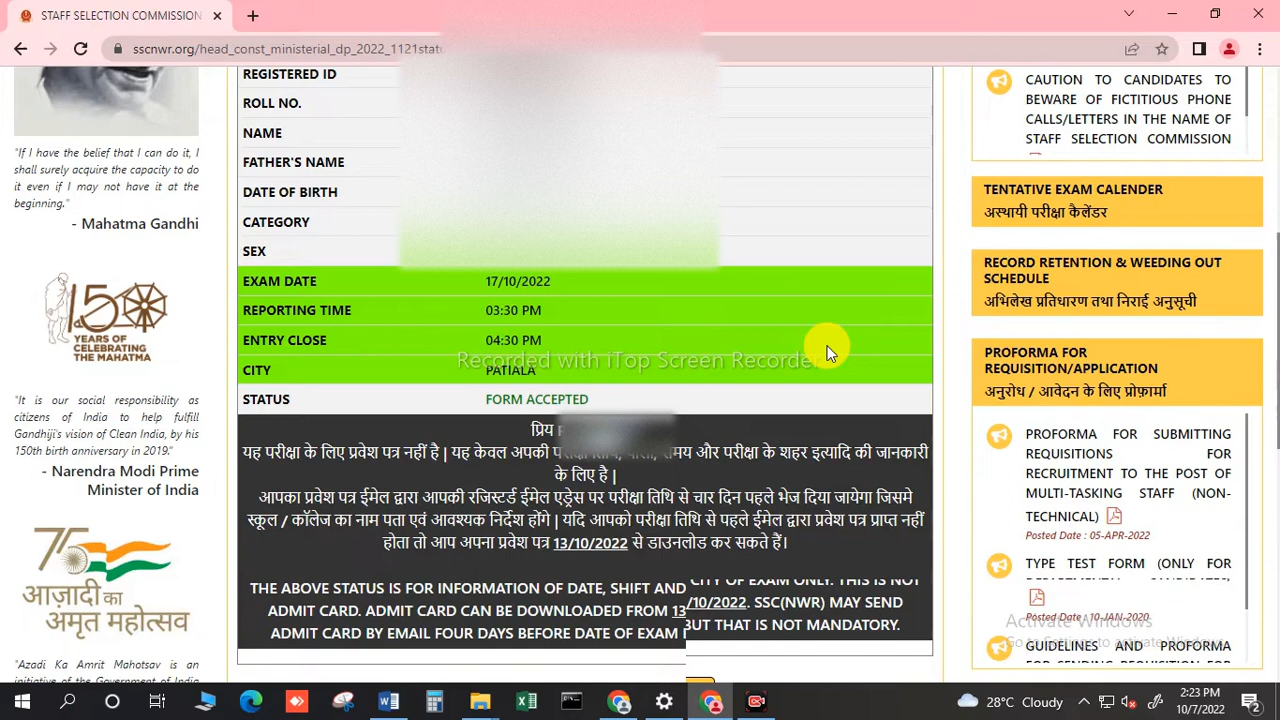 STAFF SELECTION COMMISSION
sscnwr.org/head_const_ministerial_dp_2022_1121statu
"If I have the belief that I can do it, I
shall surely acquire the capacity to do
it even if I may not have it at the
beginning."
- Mahatma Gandhi
150
YEARS OF
CELEBRATING
THE MAHATMA
"It is our social responsibility as
citizens of India to help fulfill
Gandhiji's vision of Clean India, by his
150th birth anniversary in 2019."
- Narendra Modi Prime
Minister of India
75
आज़ादी का
अमृत महोत्सव
"Azadi Ka Amrit Mahotsav is an
REGISTERED ID
ROLL NO.
NAME
FATHER'S NAME
DATE OF BIRTH
CATEGORY
SEX
EXAM DATE 17/10/2022
REPORTING TIME 03:30 PM
ENTRY CLOSE 04:30 PM
Recorded with iTop Screen Recorder
CITY PATIALA
STATUS FORM ACCEPTED
प्रिय
यह परीक्षा के लिए प्रवेश पत्र नहीं है | यह केवल आपकी परीक्षा तिथि, पाली, समय और परीक्षा के शहर इत्यादि की जानकारी
के लिए है |
आपका प्रवेश पत्र ईमेल द्वारा आपकी रजिस्टर्ड ईमेल एड्रेस पर परीक्षा तिथि से चार दिन पहले भेज दिया जायेगा जिसमे
स्कूल / कॉलेज का नाम पता एवं आवश्यक निर्देश होंगे | यदि आपको परीक्षा तिथि से पहले ईमेल द्वारा प्रवेश पत्र प्राप्त नहीं
होता तो आप अपना प्रवेश पत्र 13/10/2022 से डाउनलोड कर सकते हैं।
THE ABOVE STATUS IS FOR INFORMATION OF DATE, SHIFT AND CITY OF EXAM ONLY. THIS IS NOT
ADMIT CARD. ADMIT CARD CAN BE DOWNLOADED FROM 13/10/2022. SSC(NWR) MAY SEND
ADMIT CARD BY EMAIL FOUR DAYS BEFORE DATE OF EXAM BUT THAT IS NOT MANDATORY.
CAUTION TO CANDIDATES TO
BEWARE OF FICTITIOUS PHONE
CALLS/LETTERS IN THE NAME OF
STAFF SELECTION COMMISSION
TENTATIVE EXAM CALENDER
अस्थायी परीक्षा कैलेंडर
RECORD RETENTION & WEEDING OUT
SCHEDULE
अभिलेख प्रतिधारण तथा निराई अनुसूची
PROFORMA FOR
REQUISITION/APPLICATION
अनुरोध / आवेदन के लिए प्रोफ़ार्मा
PROFORMA FOR SUBMITTING
REQUISITIONS FOR
RECRUITMENT TO THE POST OF
MULTI-TASKING STAFF (NON-
TECHNICAL)
Posted Date : 05-APR-2022
TYPE TEST FORM (ONLY FOR
Posted Date : 10-JAN-2020
Activate Windows
Go to Settings to activate Windows.
GUIDELINES AND PROFORMA
FOR SENDING REQUISITION FOR
28°C Cloudy
2:23 PM
10/7/2022
2